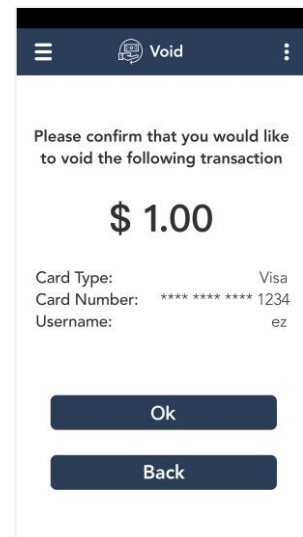 Void
Please confirm that you would like
to void the following transaction
$ 1.00
Card Type: Visa
Card Number: **** **** **** 1234
Username: ez
Ok
Back